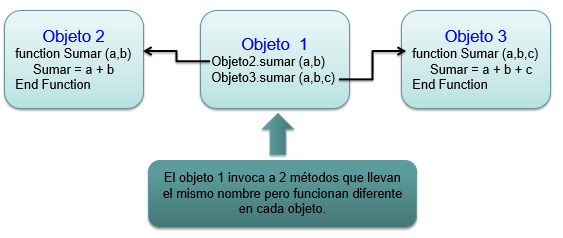 Objeto 2
function Sumar (a,b)
Sumar = a + b
End Function
Objeto 1
Objeto2.sumar (a,b)
Objeto3.sumar (a,b,c)
Objeto 3
function Sumar (a,b,c)
Sumar = a + b + c
End Function
El objeto 1 invoca a 2 métodos que llevan
el mismo nombre pero funcionan diferente
en cada objeto.